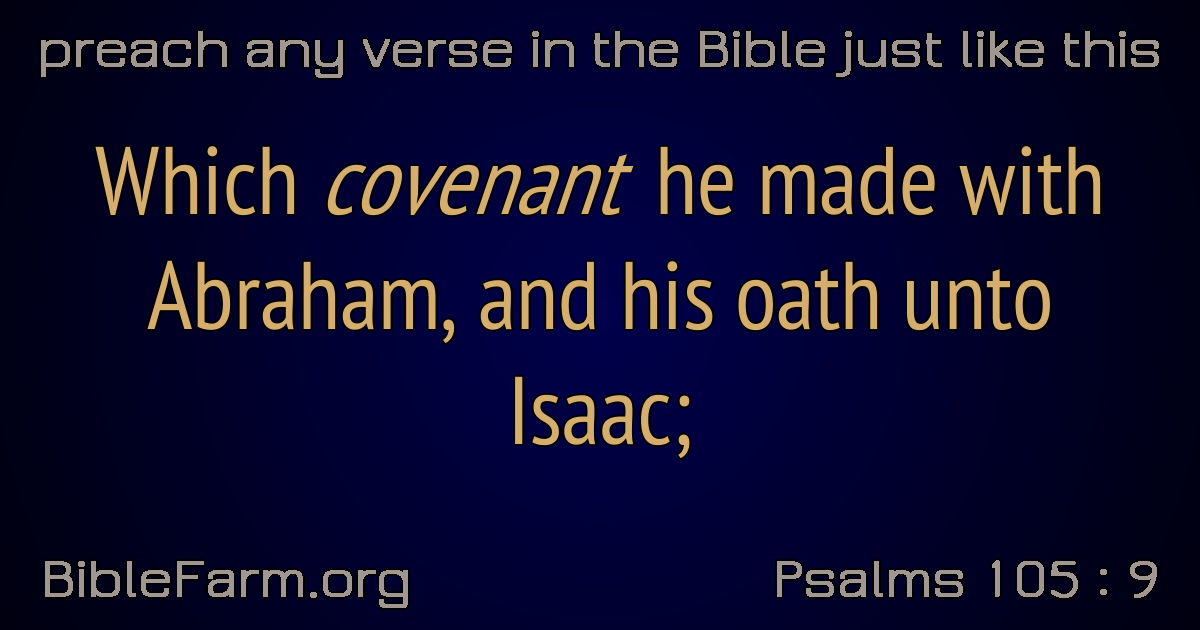 preach any verse in the Bible just like this
Which covenant he made with
Abraham, and his oath unto
Isaac;
BibleFarm.org
Psalms 105 : 9